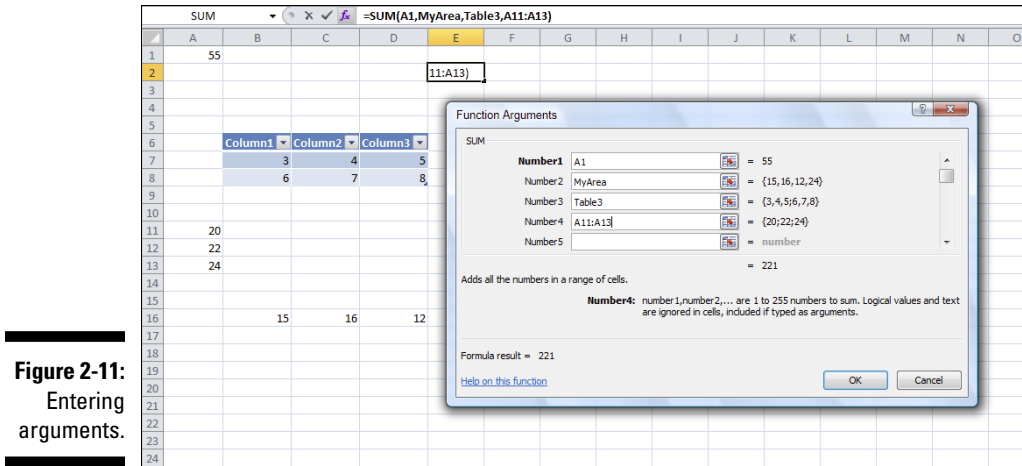 SUM =SUM(A1,MyArea,Table3,A11:A13)
A B C D E F G H I J K L M N O
1 55
2 11:A13)
3
4
5
6 Column1 Column2 Column3
7 3 4 5
8 6 7 8
9
10
11 20
12 22
13 24
14
15
16 15 16 12
17
18
19
20
21
22
23
24
Function Arguments
SUM
Number1 A1 = 55
Number2 MyArea = {15,16,12,24}
Number3 Table3 = {3,4,5;6,7,8}
Number4 A11:A13 = {20;22;24}
Number5 = number
= 221
Adds all the numbers in a range of cells.
Number4: number1,number2,... are 1 to 255 numbers to sum. Logical values and text
are ignored in cells, included if typed as arguments.
Formula result = 221
Help on this function
OK Cancel
Figure 2-11:
Entering
arguments.